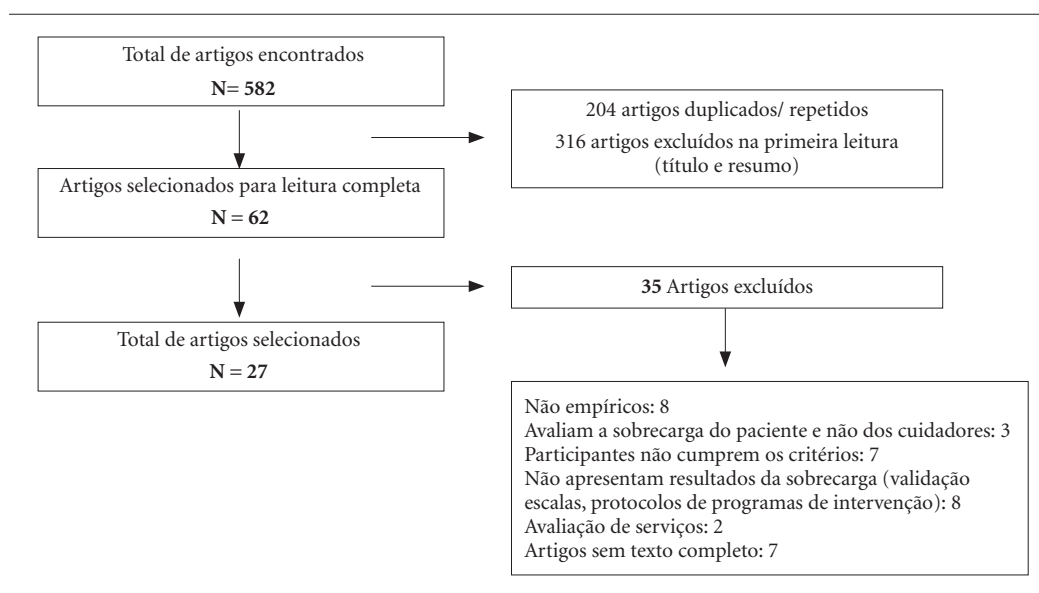 Total de artigos encontrados
N= 582
204 artigos duplicados/ repetidos
316 artigos excluídos na primeira leitura
(título e resumo)
Artigos selecionados para leitura completa
N = 62
35 Artigos excluídos
Total de artigos selecionados
N = 27
Não empíricos: 8
Avaliam a sobrecarga do paciente e não dos cuidadores: 3
Participantes não cumprem os critérios: 7
Não apresentam resultados da sobrecarga (validação
escalas, protocolos de programas de intervenção): 8
Avaliação de serviços: 2
Artigos sem texto completo: 7